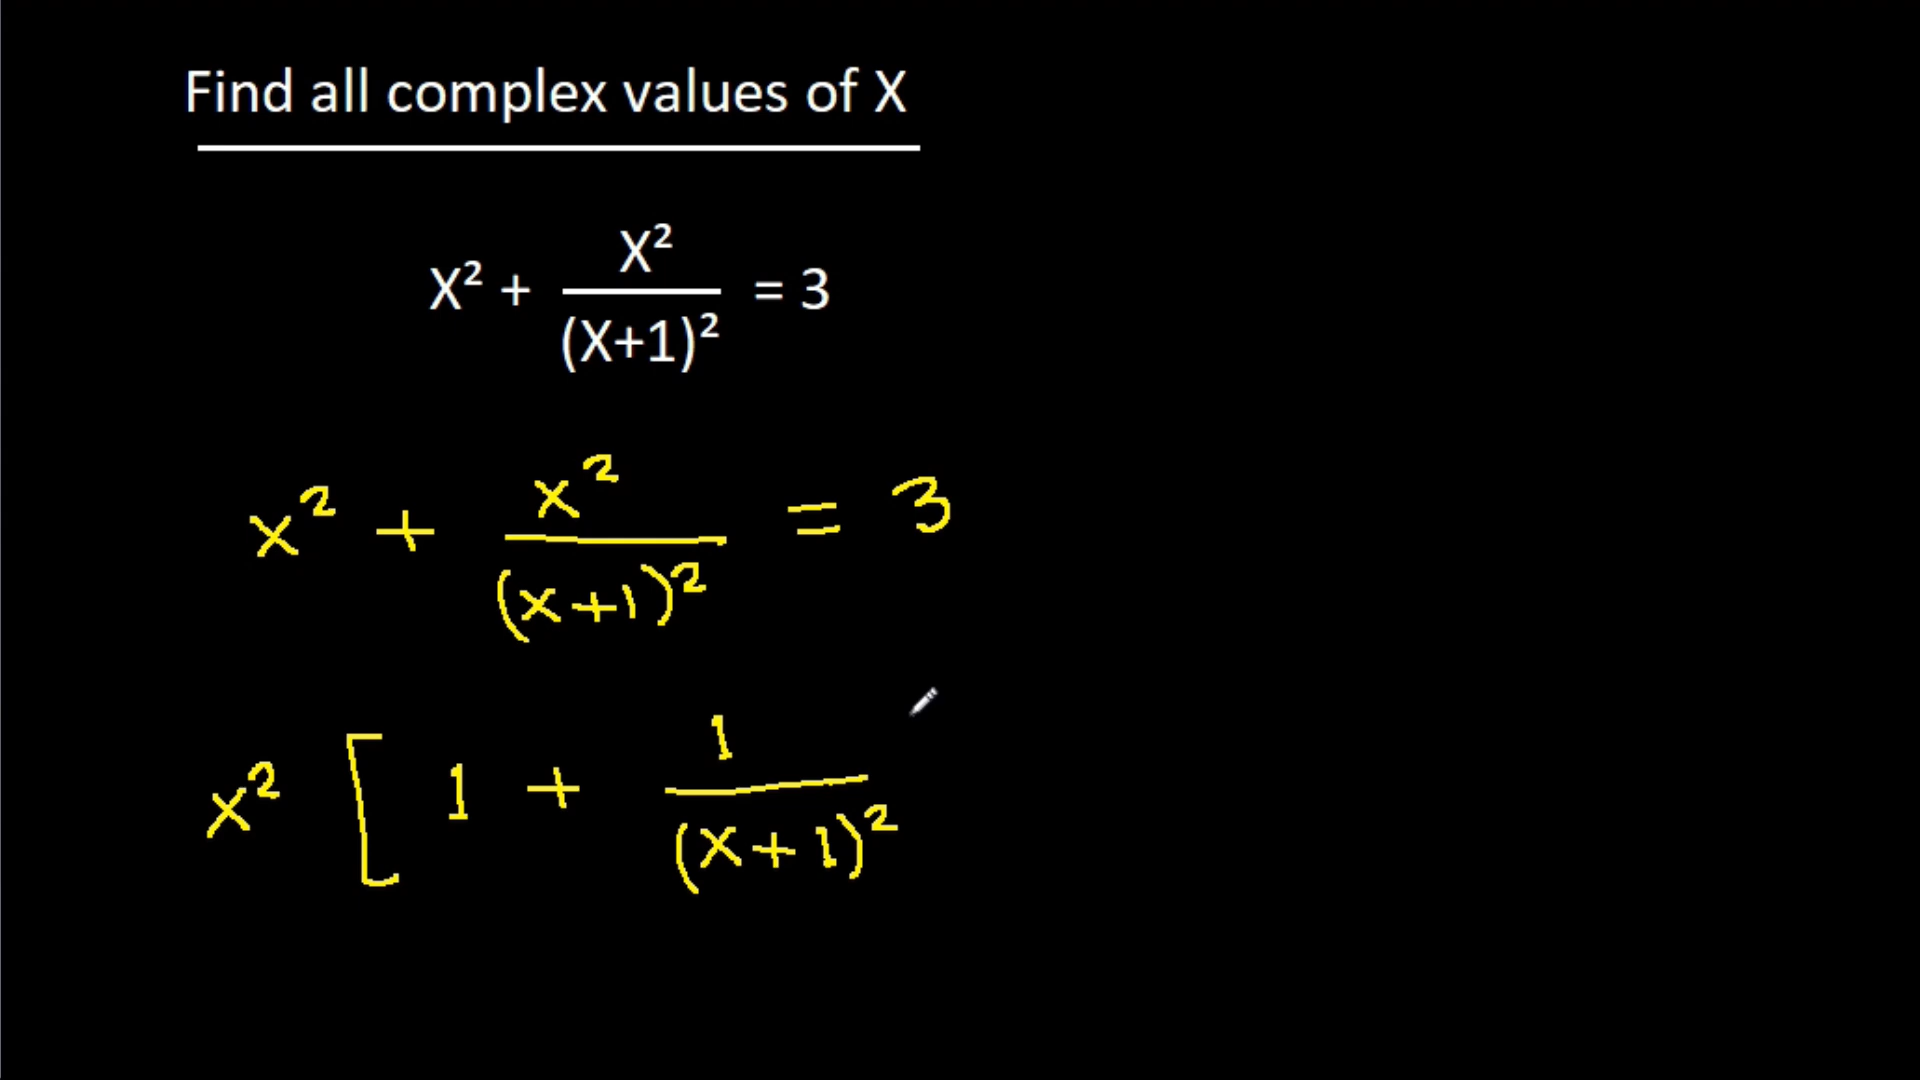 Find all complex values of X
X² + X²/(X+1)² = 3
x² + x²/(x+1)² = 3
x² [ 1 + 1/(x+1)²